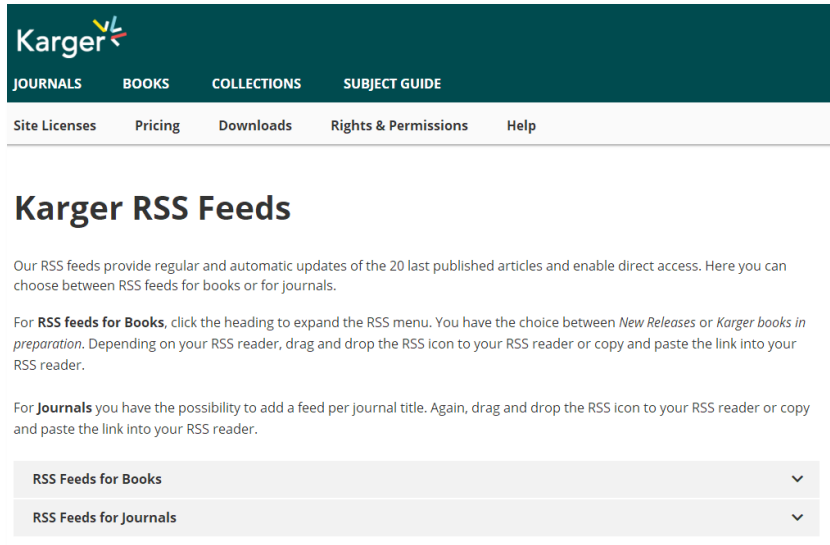 Karger
JOURNALS BOOKS COLLECTIONS SUBJECT GUIDE
Site Licenses Pricing Downloads Rights & Permissions Help
Karger RSS Feeds
Our RSS feeds provide regular and automatic updates of the 20 last published articles and enable direct access. Here you can
choose between RSS feeds for books or for journals.
For RSS feeds for Books, click the heading to expand the RSS menu. You have the choice between New Releases or Karger books in
preparation. Depending on your RSS reader, drag and drop the RSS icon to your RSS reader or copy and paste the link into your
RSS reader.
For Journals you have the possibility to add a feed per journal title. Again, drag and drop the RSS icon to your RSS reader or copy
and paste the link into your RSS reader.
RSS Feeds for Books
RSS Feeds for Journals